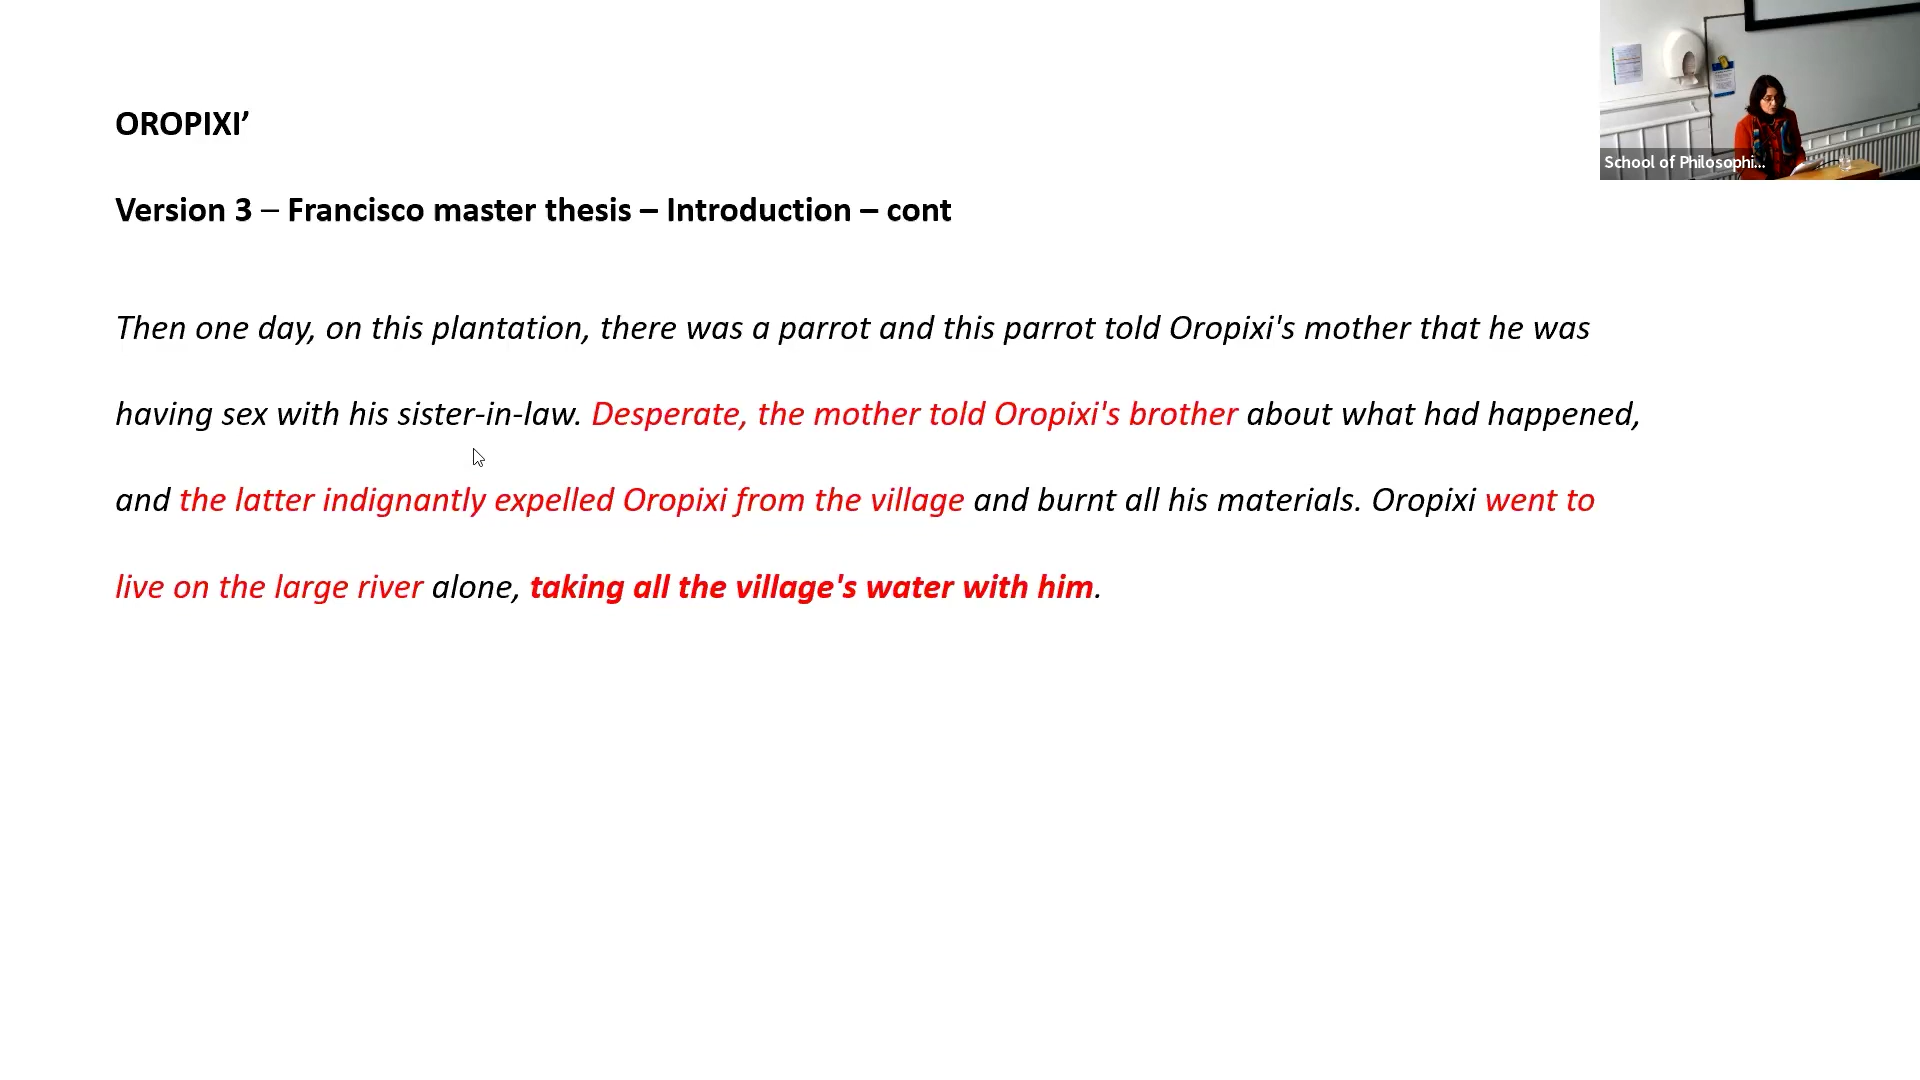 OROPIXI’
Version 3 – Francisco master thesis – Introduction – cont
Then one day, on this plantation, there was a parrot and this parrot told Oropixi's mother that he was
having sex with his sister-in-law. Desperate, the mother told Oropixi's brother about what had happened,
and the latter indignantly expelled Oropixi from the village and burnt all his materials. Oropixi went to
live on the large river alone, taking all the village's water with him.
School of Philosophi...